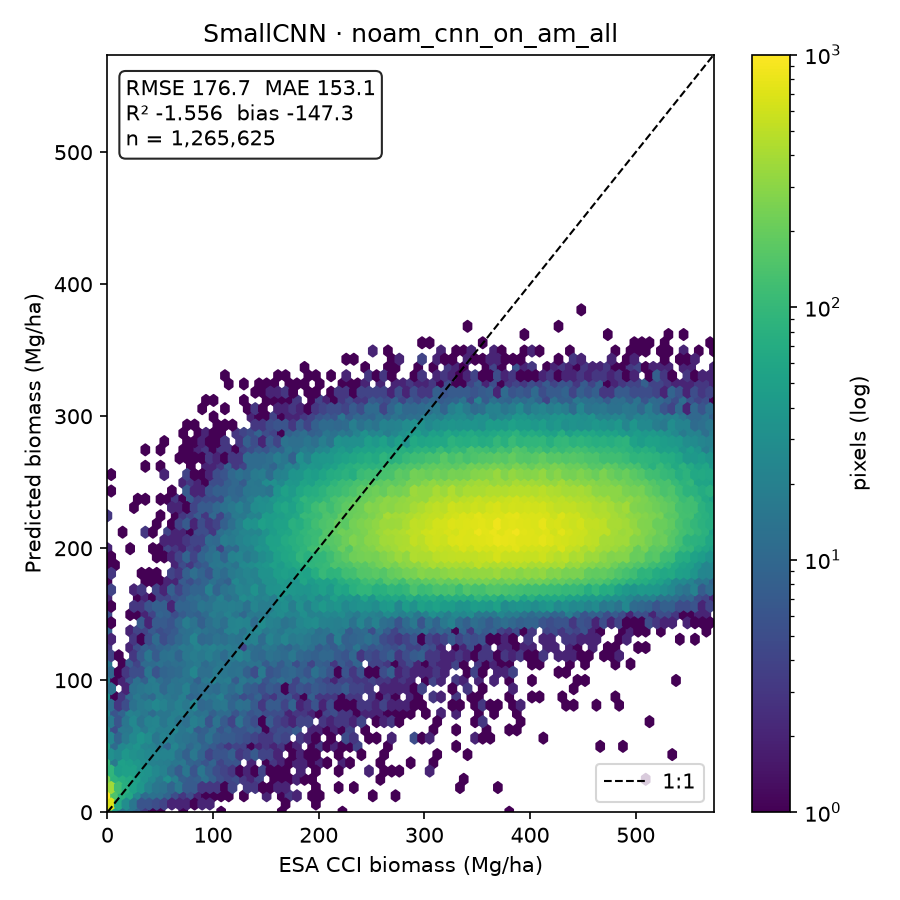 SmallCNN · noam_cnn_on_am_all
RMSE 176.7  MAE 153.1
R² -1.556  bias -147.3
n = 1,265,625
Predicted biomass (Mg/ha)
500
400
300
200
100
0
0 100 200 300 400 500
ESA CCI biomass (Mg/ha)
1:1
10³
10²
10¹
10⁰
pixels (log)